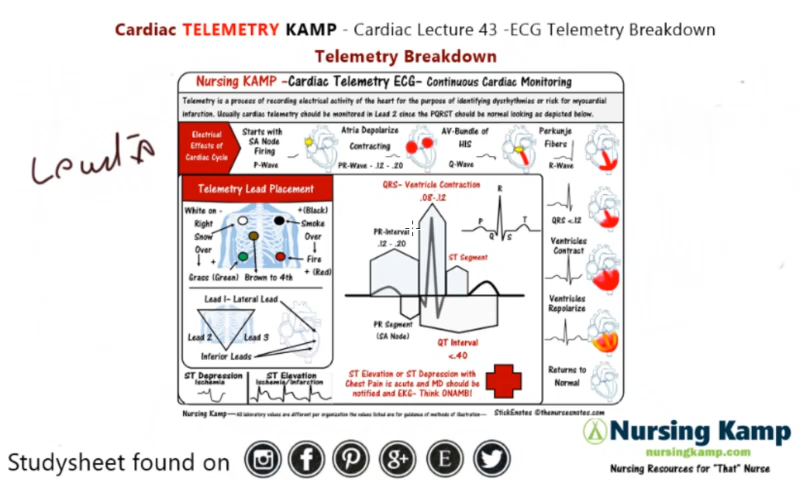 Cardiac TELEMETRY KAMP - Cardiac Lecture 43 -ECG Telemetry Breakdown
Telemetry Breakdown
Nursing KAMP -Cardiac Telemetry ECG- Continuous Cardiac Monitoring
Telemetry is a process of recording electrical activity of the heart for the purpose of identifying dysrhythmias or risk for myocardial
infarction. Usually cardiac telemetry should be monitored in Lead 2 since the PQRST should be normal looking as depicted below.
Electrical
Effects of
Cardiac Cycle
Starts with
SA Node
Firing
P-Wave
Atria Depolarize
Contracting
PR-Wave - .12 - .20
AV-Bundle of
HIS
Q-Wave
Perkunje
Fibers
R-Wave
Telemetry Lead Placement
White on -
Right
Snow
Over
+
Grass (Green)
Brown to 4th
+(Black)
Smoke
Over
Fire
+ (Red)
Lead 1- Lateral Lead
Lead 2
Lead 3
Inferior Leads
ST Depression
Ischemia
ST Elevation
Ischemia/Infarction
QRS- Ventricle Contraction
.08-.12
PR-Interval
.12 - .20
ST Segment
PR Segment
(SA Node)
QT Interval
<.40
R
P
T
Q
S
ST Elevation or ST Depression with
Chest Pain is acute and MD should be
notified and EKG- Think ONAMB!
QRS <.12
Ventricles
Contract
Ventricles
Repolarize
Returns to
Normal
StickEnotes @thenursesnotes.com
Nursing Kamp
nursingkamp.com
Nursing Resources for "That" Nurse
Studysheet found on